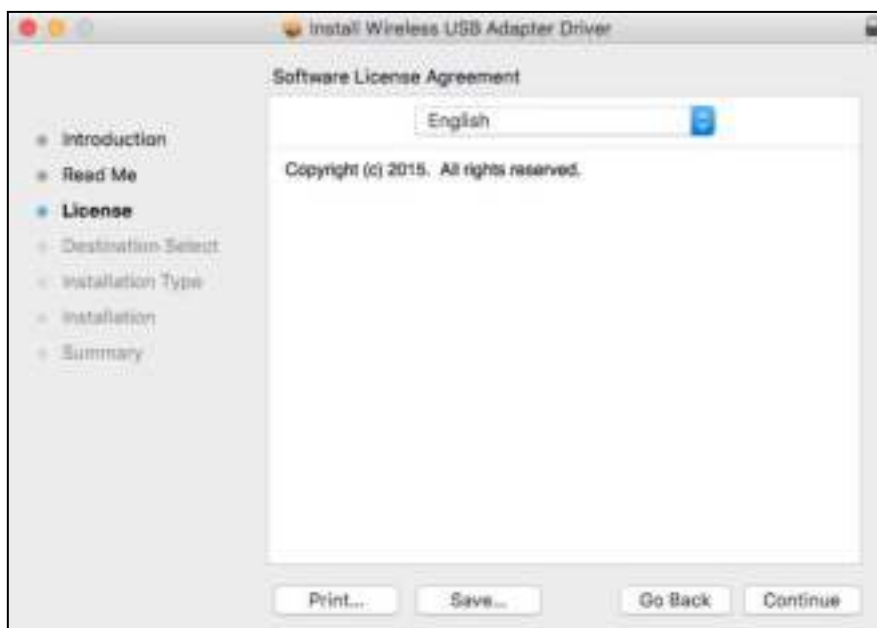 Install Wireless USB Adapter Driver
Software License Agreement
English
Introduction
Read Me
License
Destination Select
Installation Type
Installation
Summary
Copyright (c) 2015.  All rights reserved.
Print...
Save...
Go Back
Continue